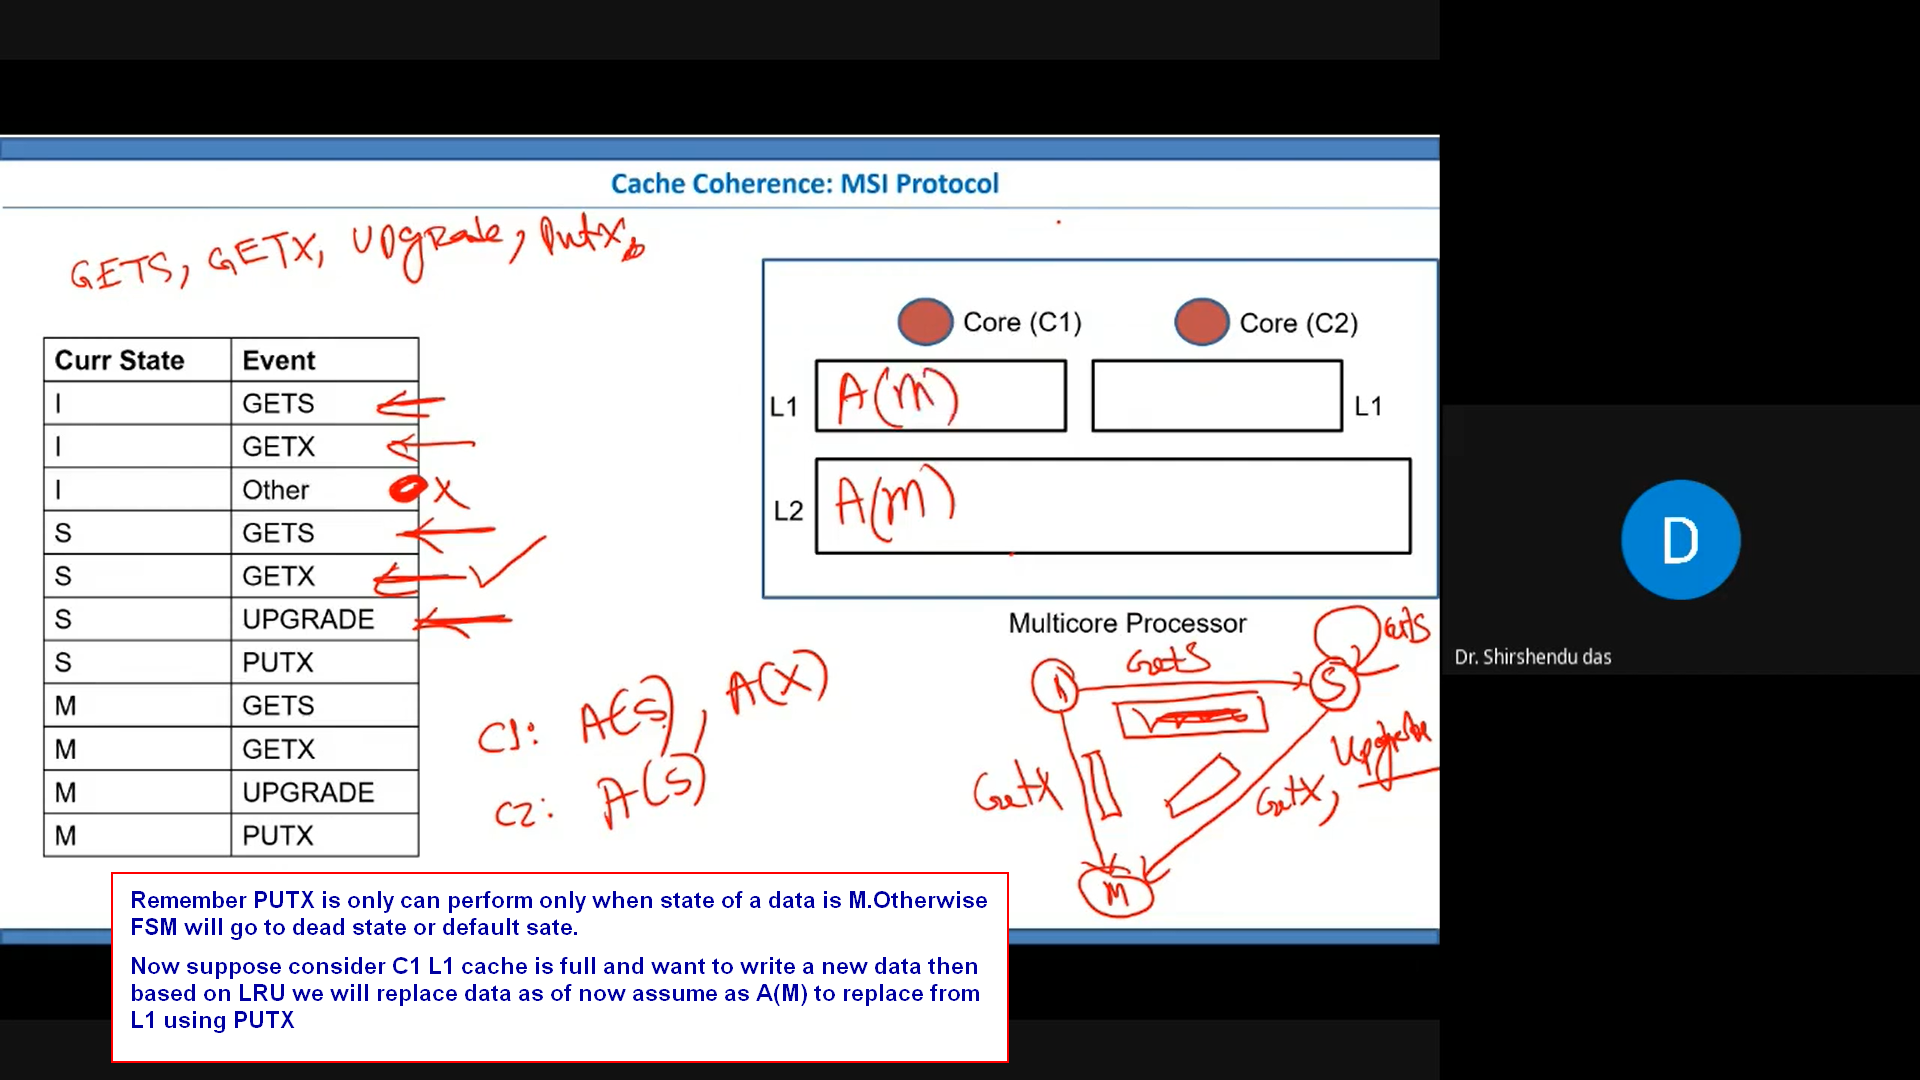 Cache Coherence: MSI Protocol
GETS, GETX, Upgrade, Putx
Curr State Event
I GETS
I GETX
I Other X
S GETS
S GETX
S UPGRADE
S PUTX
M GETS
M GETX
M UPGRADE
M PUTX
C1: A(S), A(X)
C2: A(S)
Core (C1) Core (C2)
L1 A(M) L1
L2 A(M)
Multicore Processor
GetS
GetS
I
S
Upgrade
GetX
GetX,
M
Remember PUTX is only can perform only when state of a data is M.Otherwise
FSM will go to dead state or default sate.
Now suppose consider C1 L1 cache is full and want to write a new data then
based on LRU we will replace data as of now assume as A(M) to replace from
L1 using PUTX
D
Dr. Shirshendu das